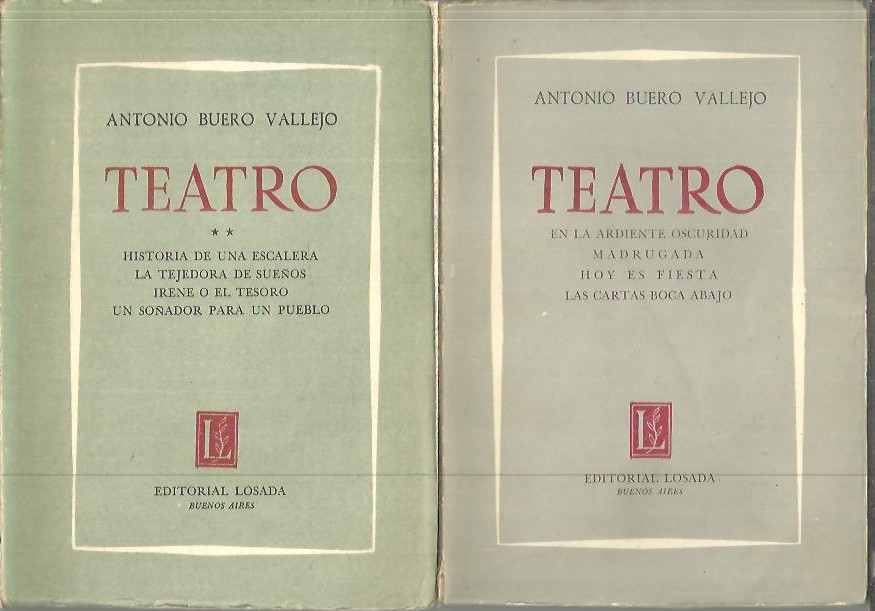 ANTONIO BUERO VALLEJO
TEATRO
★ ★
HISTORIA DE UNA ESCALERA
LA TEJEDORA DE SUEÑOS
IRENE O EL TESORO
UN SOÑADOR PARA UN PUEBLO
L
EDITORIAL LOSADA
BUENOS AIRES
ANTONIO BUERO VALLEJO
TEATRO
EN LA ARDIENTE OSCURIDAD
MADRUGADA
HOY ES FIESTA
LAS CARTAS BOCA ABAJO
L
EDITORIAL LOSADA
BUENOS AIRES